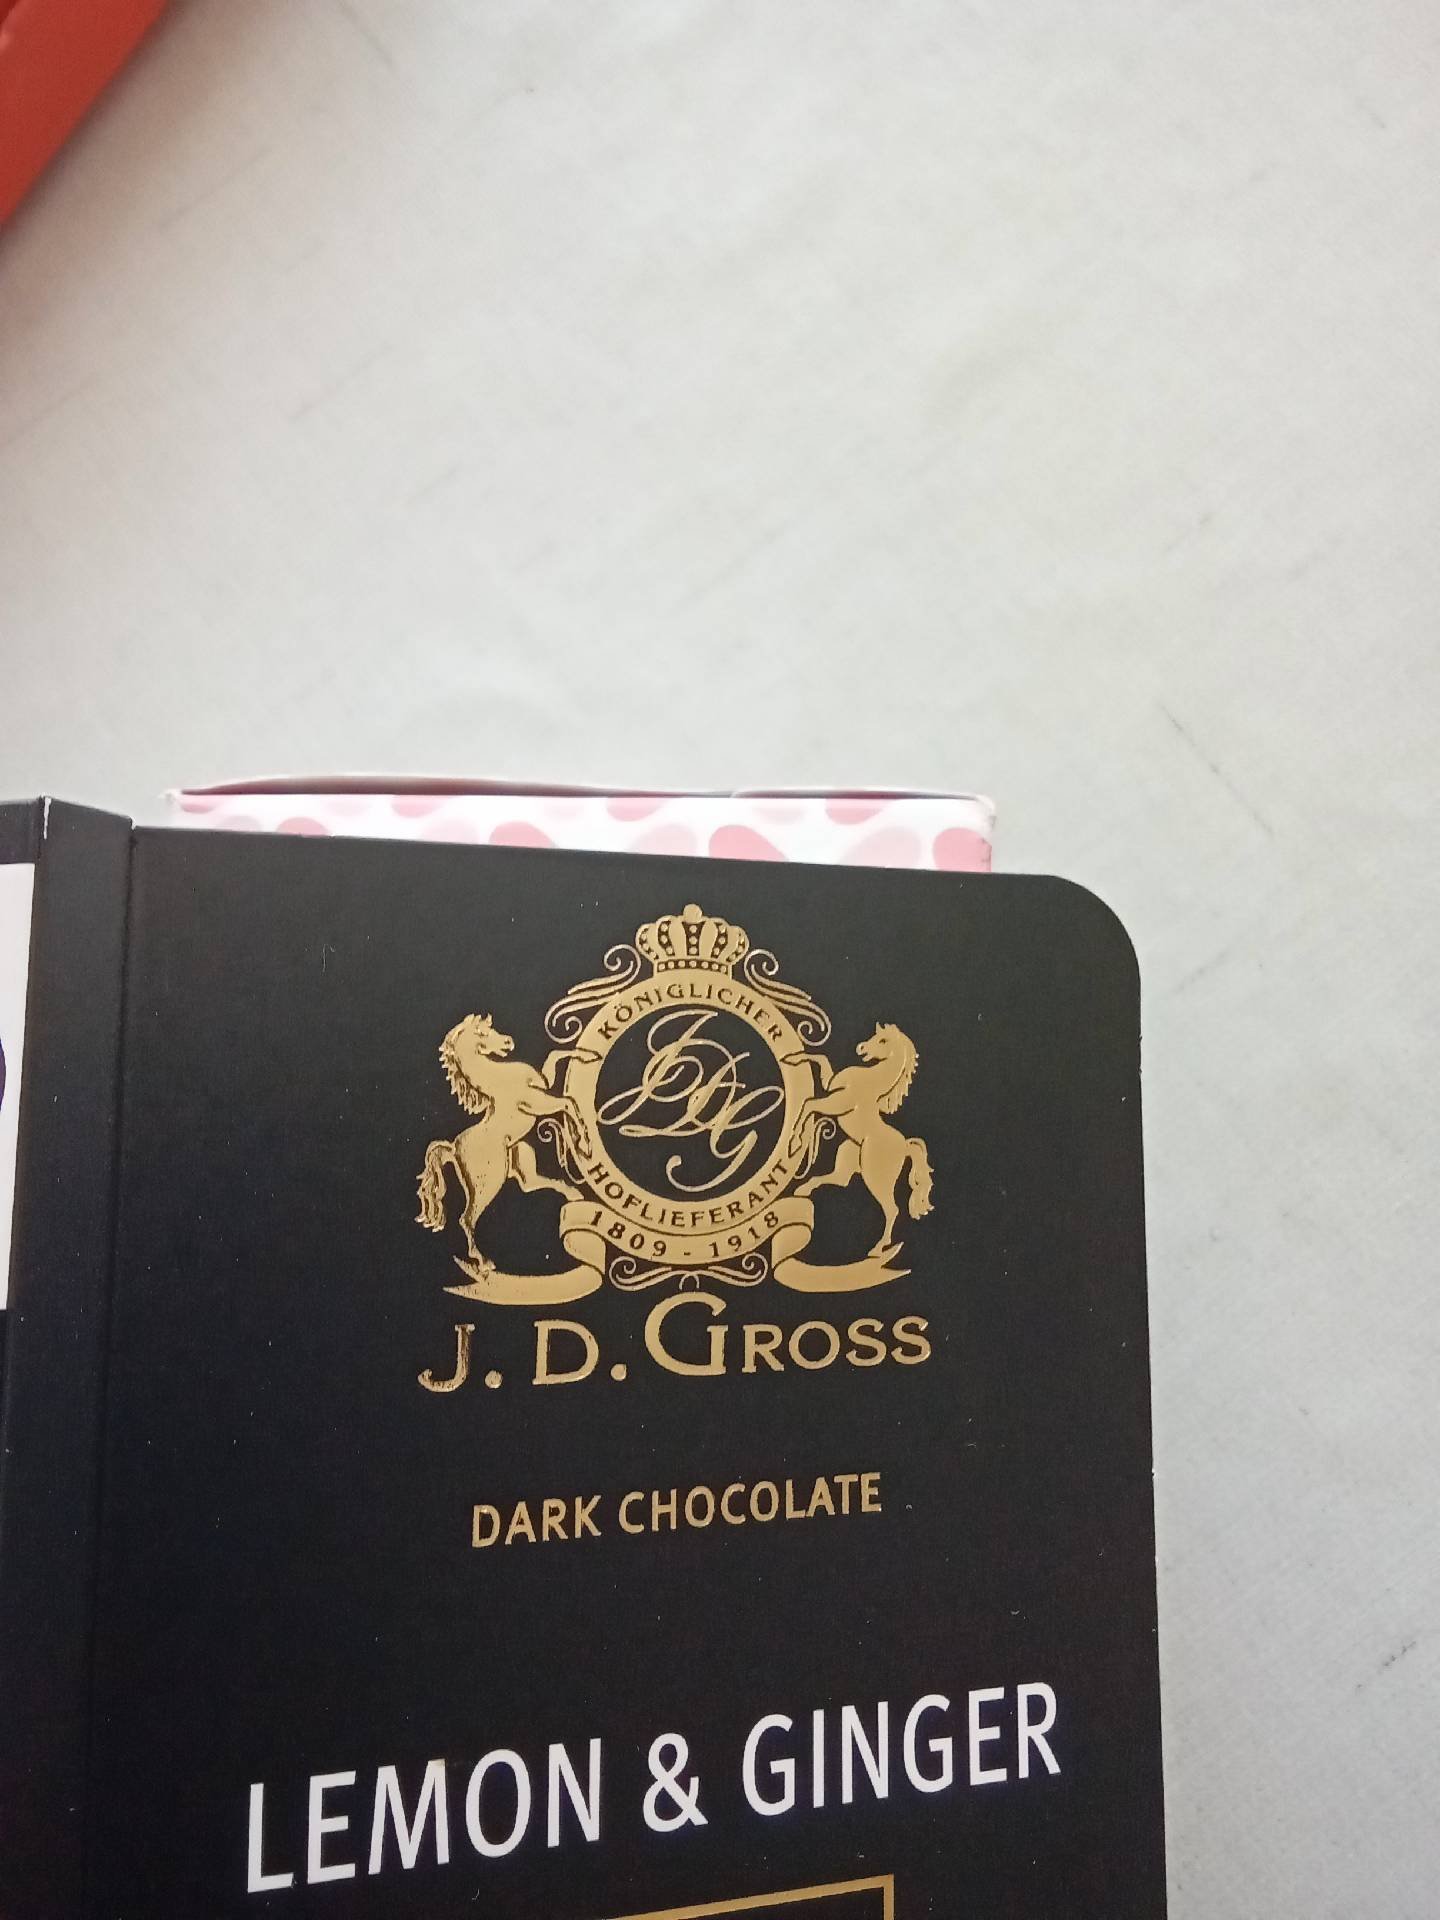 KÖNIGLICHER
JDG
HOFLIEFERANT
1809 - 1918
J. D. GROSS
DARK CHOCOLATE
LEMON & GINGER